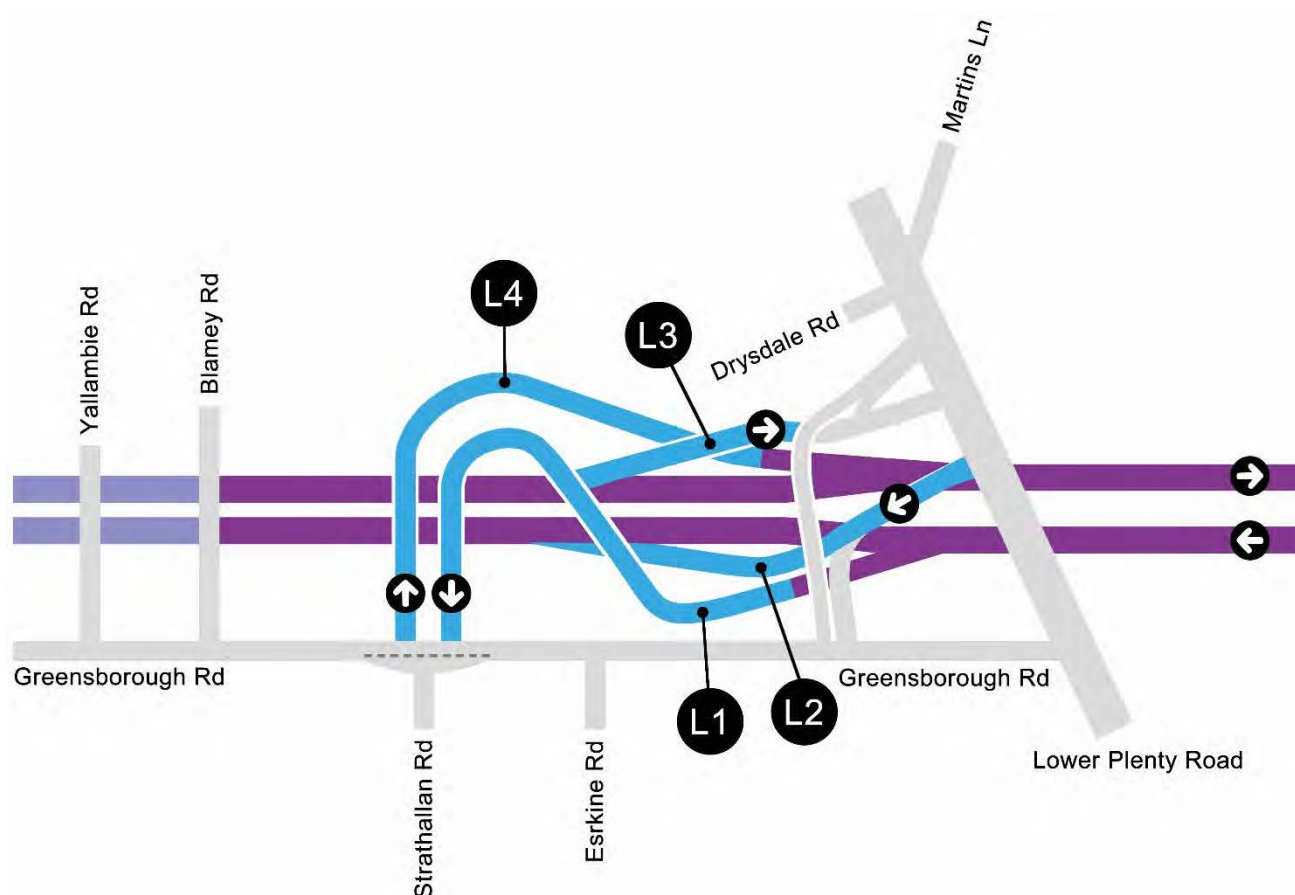 Martins Ln
L4
L3
Yallambie Rd
Blamey Rd
Drysdale Rd
Greensborough Rd
Greensborough Rd
L1
L2
Strathallan Rd
Esrkine Rd
Lower Plenty Road